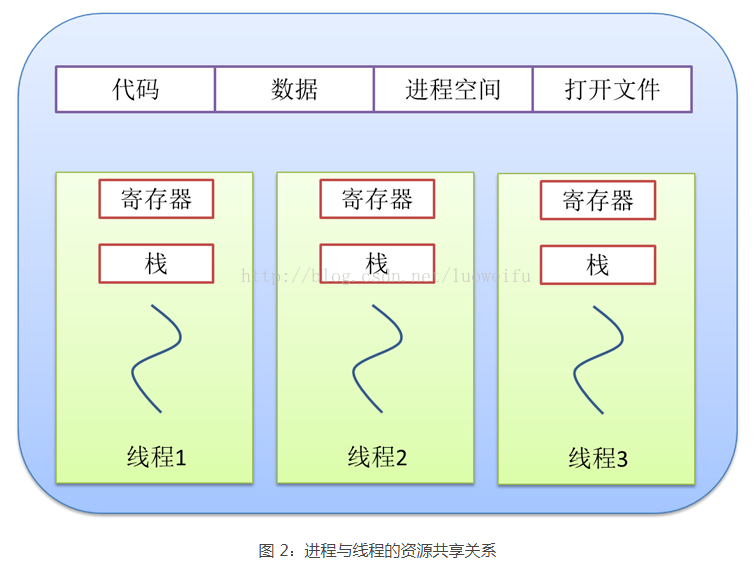 代码 数据 进程空间 打开文件
寄存器 寄存器 寄存器
栈 栈 栈
http://blog.csdn.net/luoweifu
线程1 线程2 线程3
图 2：进程与线程的资源共享关系